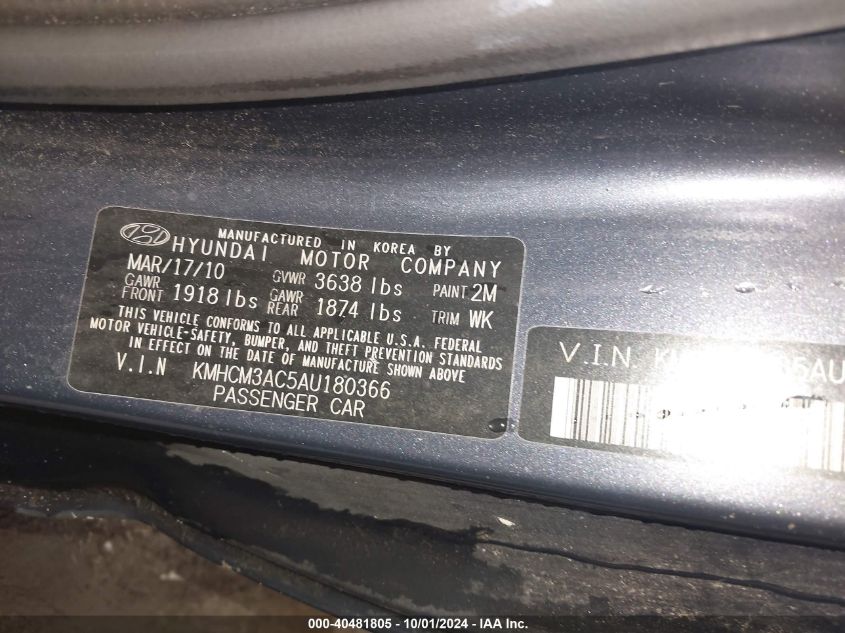 MANUFACTURED IN KOREA BY
HYUNDAI MOTOR COMPANY
MAR/17/10 GVWR 3638 lbs PAINT 2M
GAWR FRONT 1918 lbs GAWR REAR 1874 lbs TRIM WK
THIS VEHICLE CONFORMS TO ALL APPLICABLE U.S.A. FEDERAL
MOTOR VEHICLE-SAFETY, BUMPER, AND THEFT PREVENTION STANDARDS
IN EFFECT ON THE DATE OF MANUFACTURE SHOWN ABOVE
V.I.N KMHCM3AC5AU180366
PASSENGER CAR
V.I.N
000-40481805 - 10/01/2024 - IAA Inc.